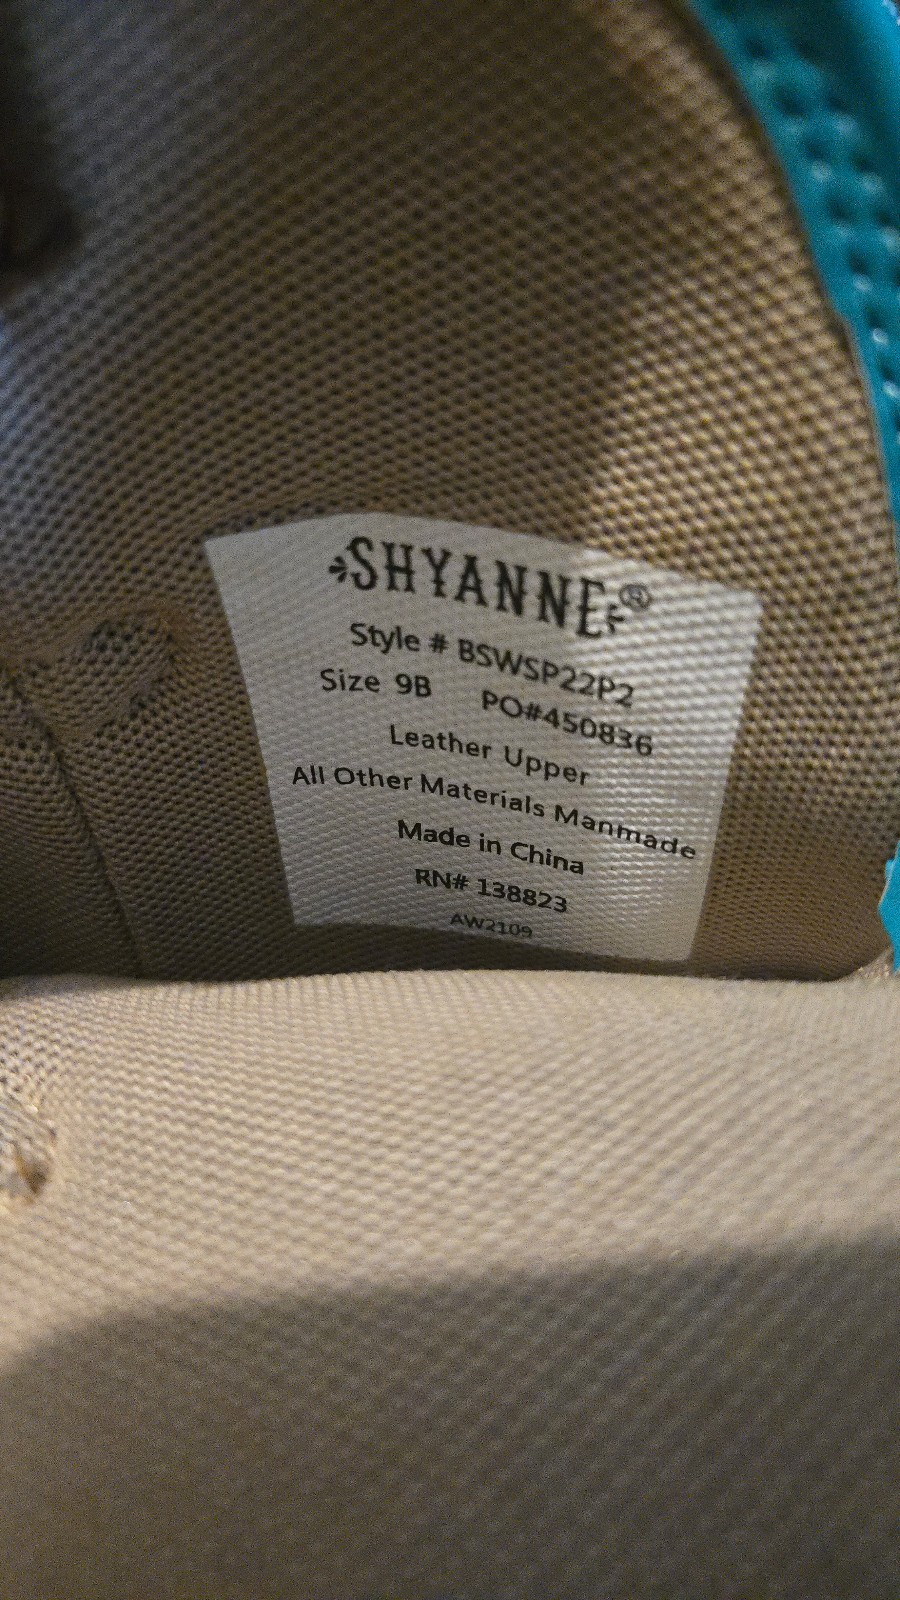 SHYANNE®
Style # BSWSP22P2
Size 9B PO#450836
Leather Upper
All Other Materials Manmade
Made in China
RN# 138823
AW2109